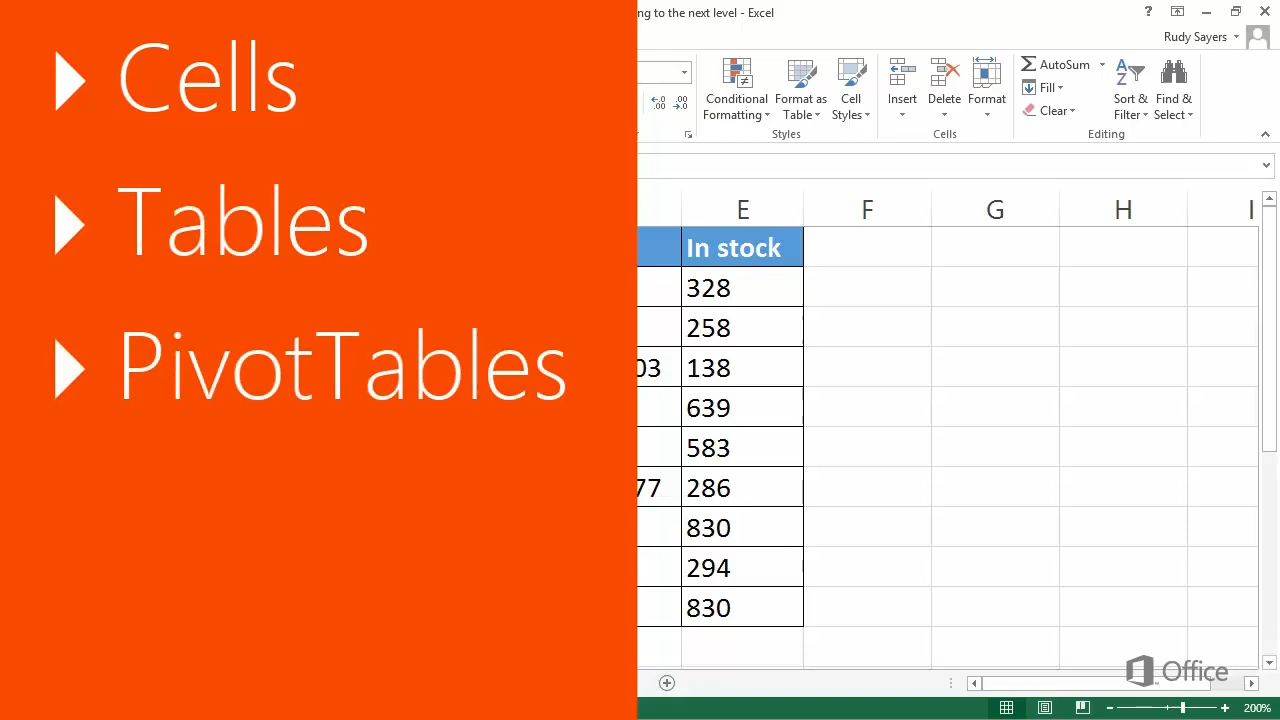 Cells
Tables
PivotTables
ng to the next level - Excel
?
Rudy Sayers
Conditional Formatting
Format as Table
Cell Styles
Insert
Delete
Format
AutoSum
Fill
Clear
Sort & Filter
Find & Select
Styles
Cells
Editing
E F G H I
In stock
328
258
03 138
639
583
77 286
830
294
830
Office
200%